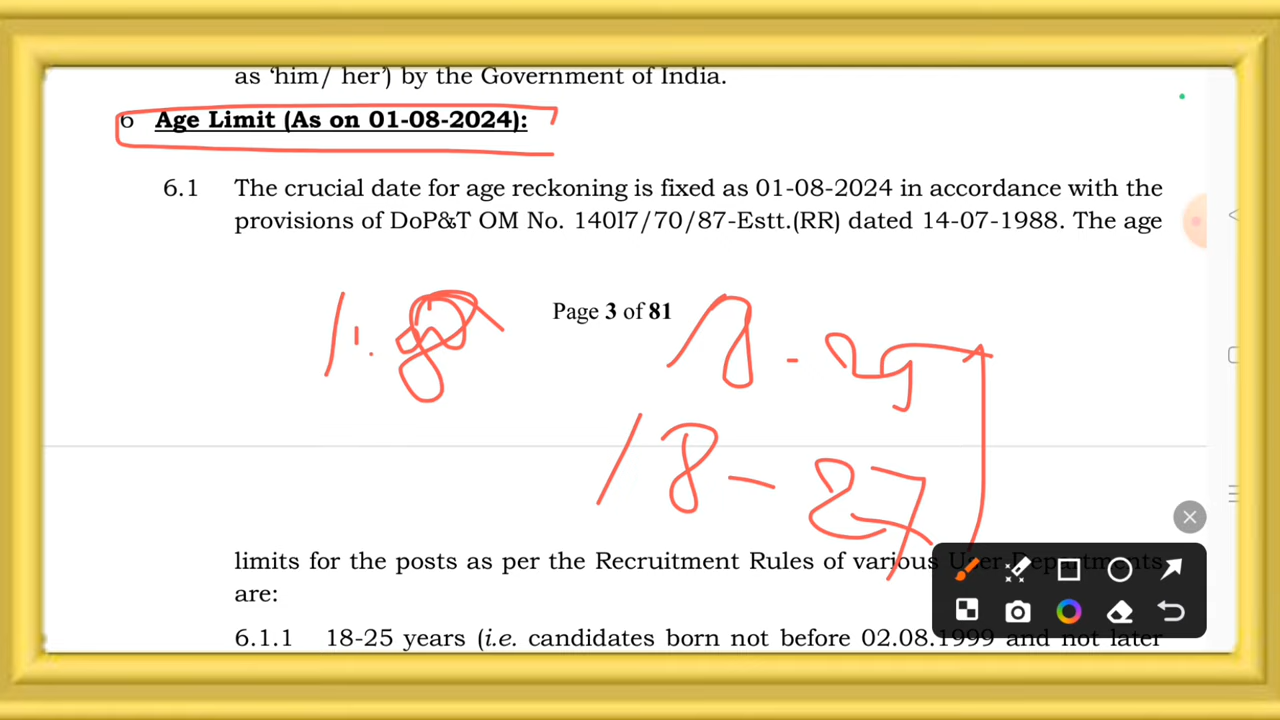 as ‘him/ her’) by the Government of India.
6 Age Limit (As on 01-08-2024):
6.1 The crucial date for age reckoning is fixed as 01-08-2024 in accordance with the
provisions of DoP&T OM No. 140l7/70/87-Estt.(RR) dated 14-07-1988. The age
Page 3 of 81
18 - 25
18 - 27
limits for the posts as per the Recruitment Rules of various User Departments
are:
6.1.1 18-25 years (i.e. candidates born not before 02.08.1999 and not later